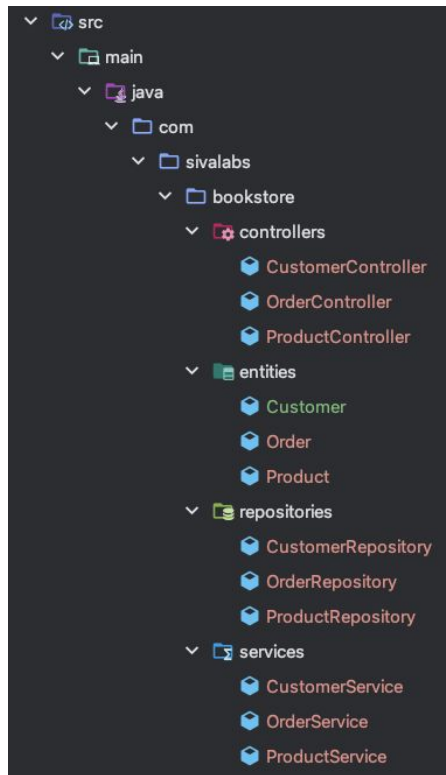 src
main
java
com
sivalabs
bookstore
controllers
CustomerController
OrderController
ProductController
entities
Customer
Order
Product
repositories
CustomerRepository
OrderRepository
ProductRepository
services
CustomerService
OrderService
ProductService